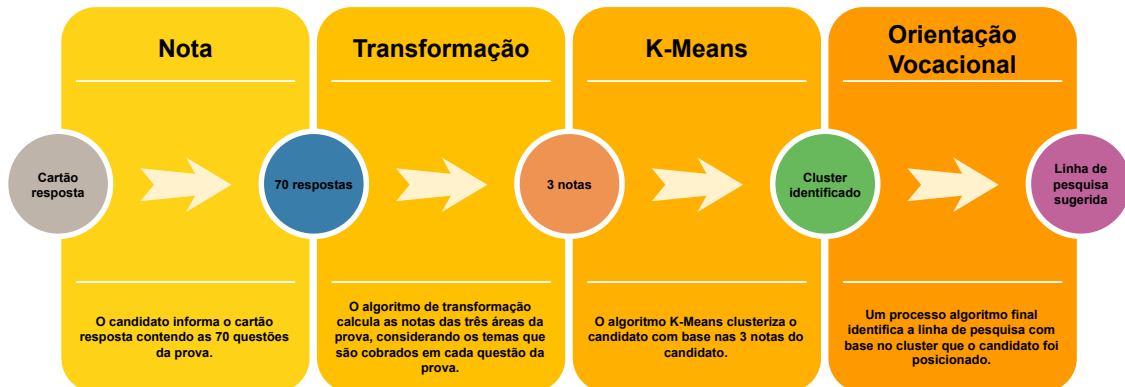 Nota
Transformação
K-Means
Orientação
Vocacional
Cartão
resposta
70 respostas
3 notas
Cluster
identificado
Linha de
pesquisa
sugerida
O candidato informa o cartão
resposta contendo as 70 questões
da prova.
O algoritmo de transformação
calcula as notas das três áreas da
prova, considerando os temas que
são cobrados em cada questão da
prova.
O algoritmo K-Means clusteriza o
candidato com base nas 3 notas do
candidato.
Um processo algoritmo final
identifica a linha de pesquisa com
base no cluster que o candidato foi
posicionado.